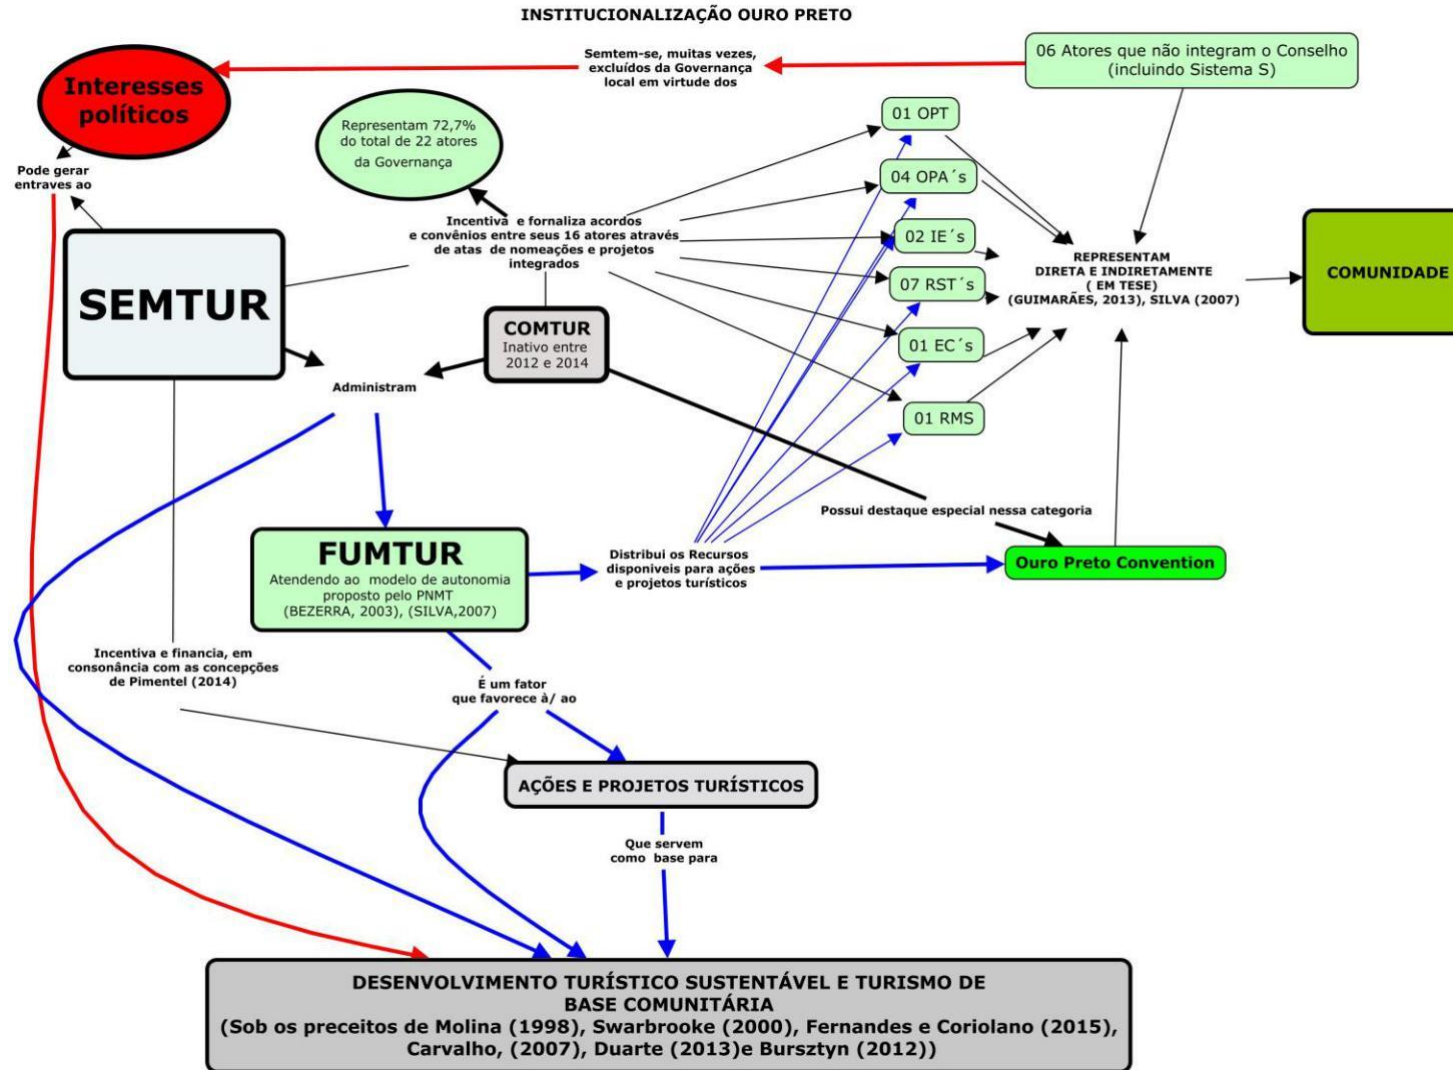 INSTITUCIONALIZAÇÃO OURO PRETO
Interesses
políticos
Semtem-se, muitas vezes,
excluídos da Governança
local em virtude dos
06 Atores que não integram o Conselho
(incluindo Sistema S)
Representam 72,7%
do total de 22 atores
da Governança
Pode gerar
entraves ao
Incentiva e fornaliza acordos
e convênios entre seus 16 atores através
de atas de nomeações e projetos
integrados
01 OPT
04 OPA´s
02 IE´s
07 RST´s
01 EC´s
01 RMS
REPRESENTAM
DIRETA E INDIRETAMENTE
( EM TESE)
(GUIMARÃES, 2013), SILVA (2007)
COMUNIDADE
SEMTUR
COMTUR
Inativo entre
2012 e 2014
Administram
Possui destaque especial nessa categoria
FUMTUR
Atendendo ao modelo de autonomia
proposto pelo PNMT
(BEZERRA, 2003), (SILVA,2007)
Distribui os Recursos
disponiveis para ações
e projetos turísticos
Ouro Preto Convention
Incentiva e financia, em
consonância com as concepções
de Pimentel (2014)
É um fator
que favorece à/ ao
AÇÕES E PROJETOS TURÍSTICOS
Que servem
como base para
DESENVOLVIMENTO TURÍSTICO SUSTENTÁVEL E TURISMO DE
BASE COMUNITÁRIA
(Sob os preceitos de Molina (1998), Swarbrooke (2000), Fernandes e Coriolano (2015),
Carvalho, (2007), Duarte (2013)e Bursztyn (2012))